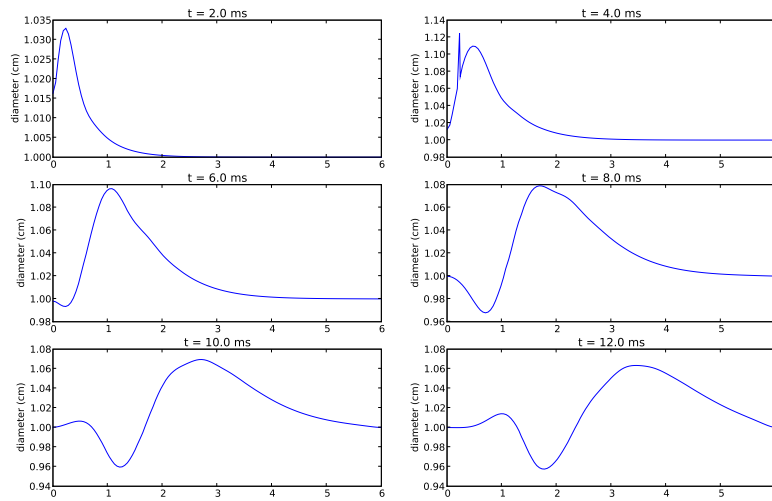 t = 2.0 ms
diameter (cm)
1.035
1.030
1.025
1.020
1.015
1.010
1.005
1.000
0 1 2 3 4 5 6
t = 4.0 ms
diameter (cm)
1.14
1.12
1.10
1.08
1.06
1.04
1.02
1.00
0.98
0 1 2 3 4 5
t = 6.0 ms
diameter (cm)
1.10
1.08
1.06
1.04
1.02
1.00
0.98
0 1 2 3 4 5 6
t = 8.0 ms
diameter (cm)
1.08
1.06
1.04
1.02
1.00
0.98
0.96
0 1 2 3 4 5
t = 10.0 ms
diameter (cm)
1.08
1.06
1.04
1.02
1.00
0.98
0.96
0.94
0 1 2 3 4 5 6
t = 12.0 ms
diameter (cm)
1.08
1.06
1.04
1.02
1.00
0.98
0.96
0.94
0 1 2 3 4 5